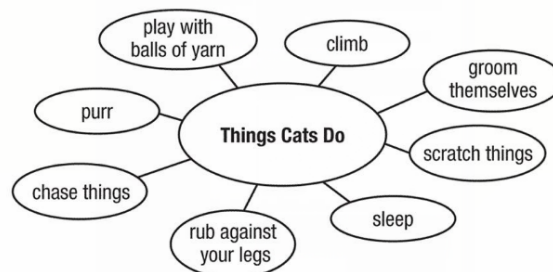 play with
balls of yarn
climb
groom
themselves
purr
Things Cats Do
scratch things
chase things
sleep
rub against
your legs